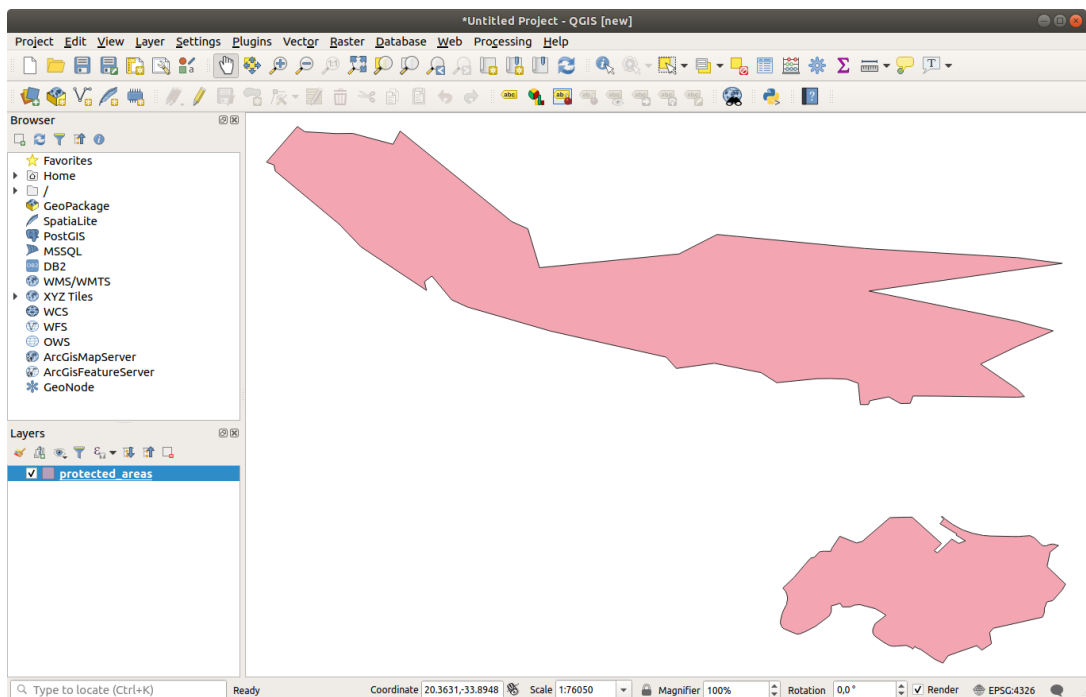 *Untitled Project - QGIS [new]
Project Edit View Layer Settings Plugins Vector Raster Database Web Processing Help
abc
Browser
Favorites
Home
/
GeoPackage
SpatiaLite
PostGIS
MSSQL
DB2 DB2
WMS/WMTS
XYZ Tiles
WCS
WFS
OWS
ArcGisMapServer
ArcGisFeatureServer
GeoNode
Layers
protected_areas
Type to locate (Ctrl+K) Ready Coordinate 20.3631,-33.8948 Scale 1:76050 Magnifier 100% Rotation 0,0 ° Render EPSG:4326